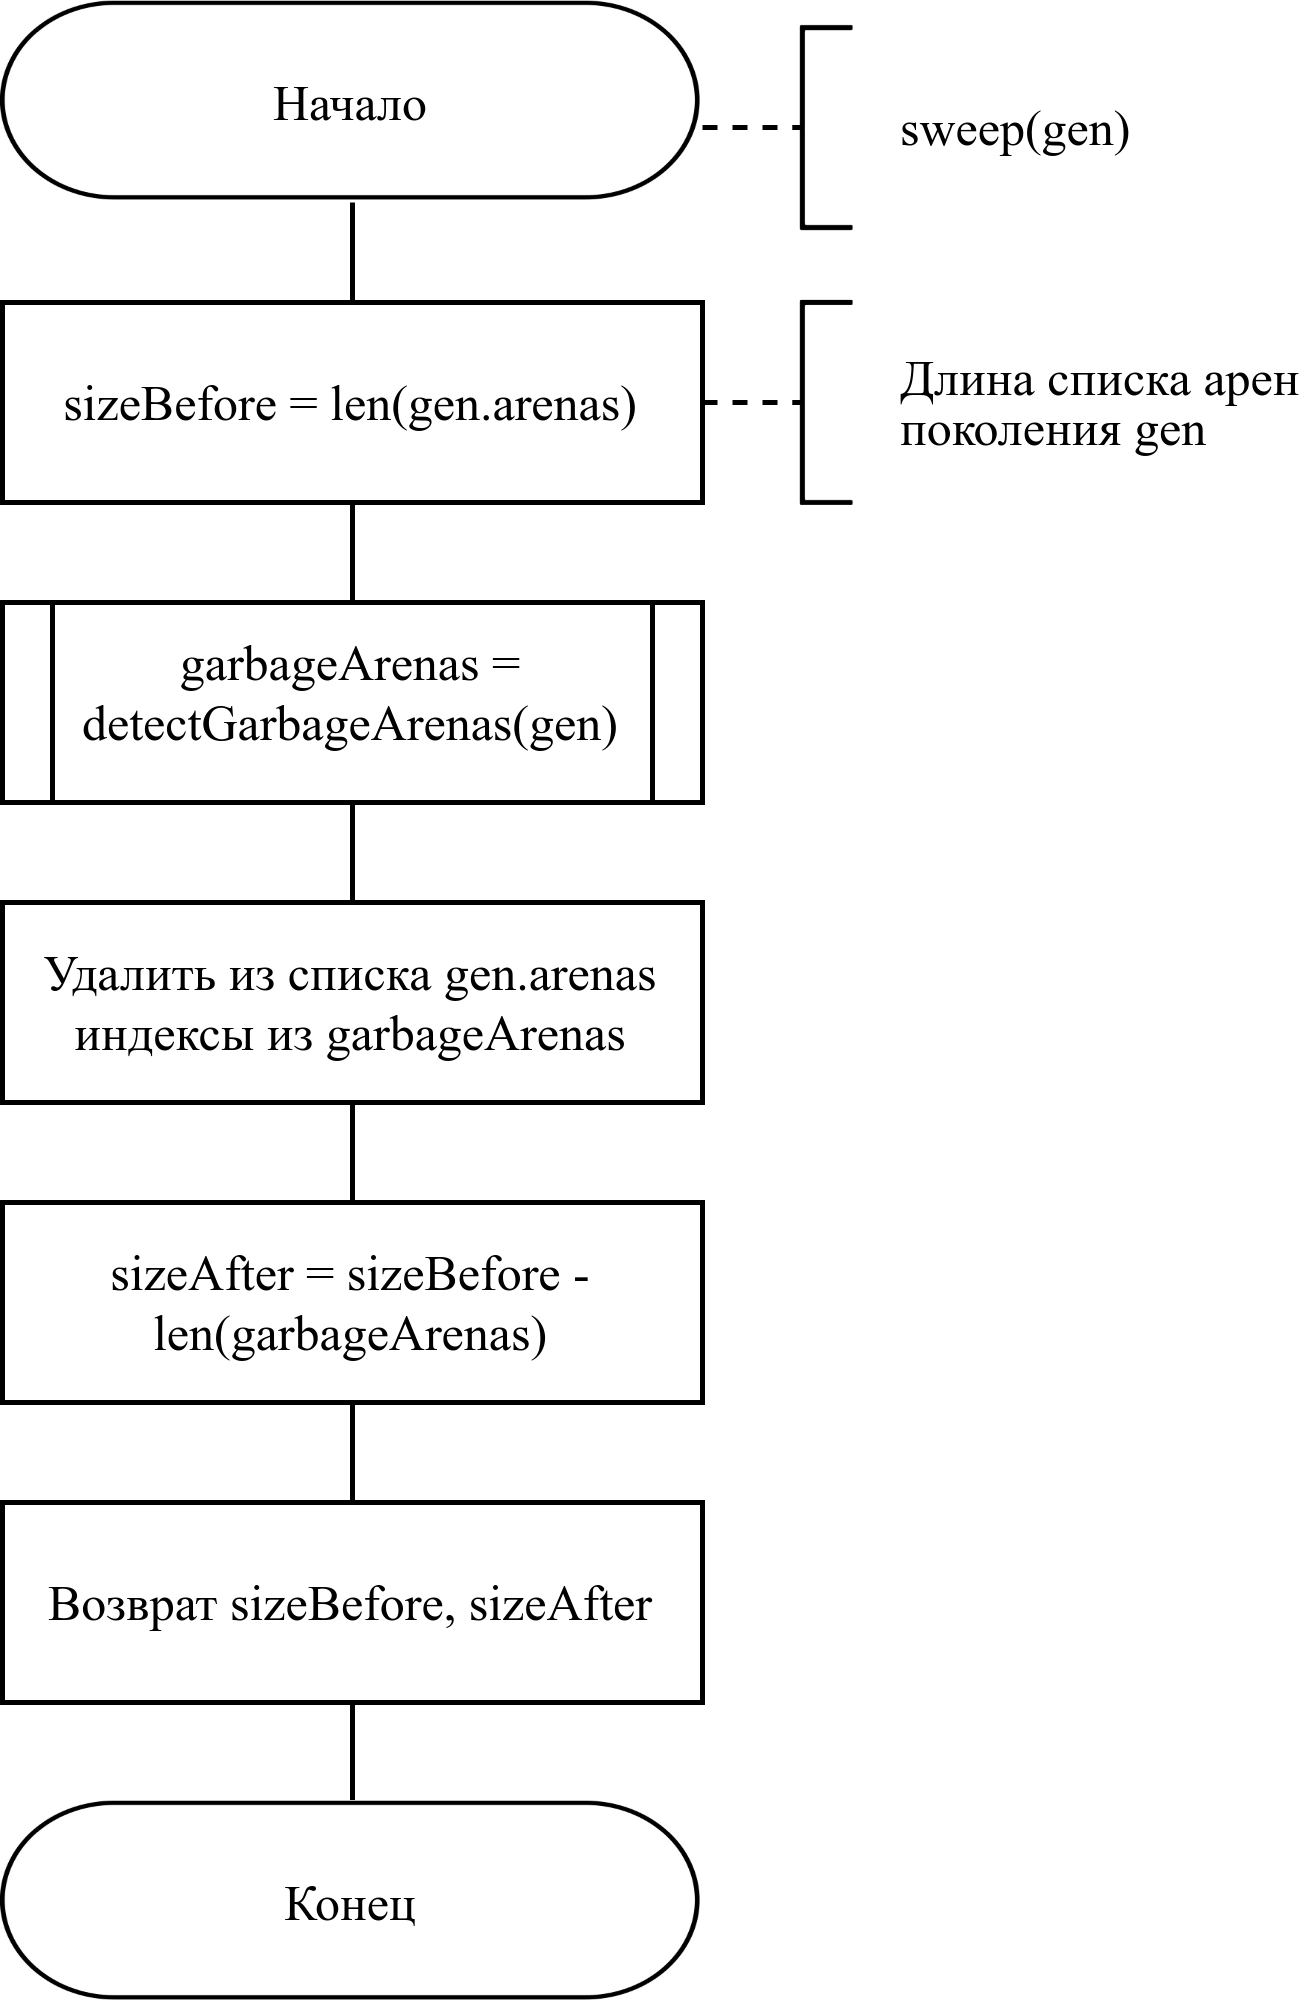 Начало
sweep(gen)
sizeBefore = len(gen.arenas)
Длина списка арен
поколения gen
garbageArenas =
detectGarbageArenas(gen)
Удалить из списка gen.arenas
индексы из garbageArenas
sizeAfter = sizeBefore -
len(garbageArenas)
Возврат sizeBefore, sizeAfter
Конец